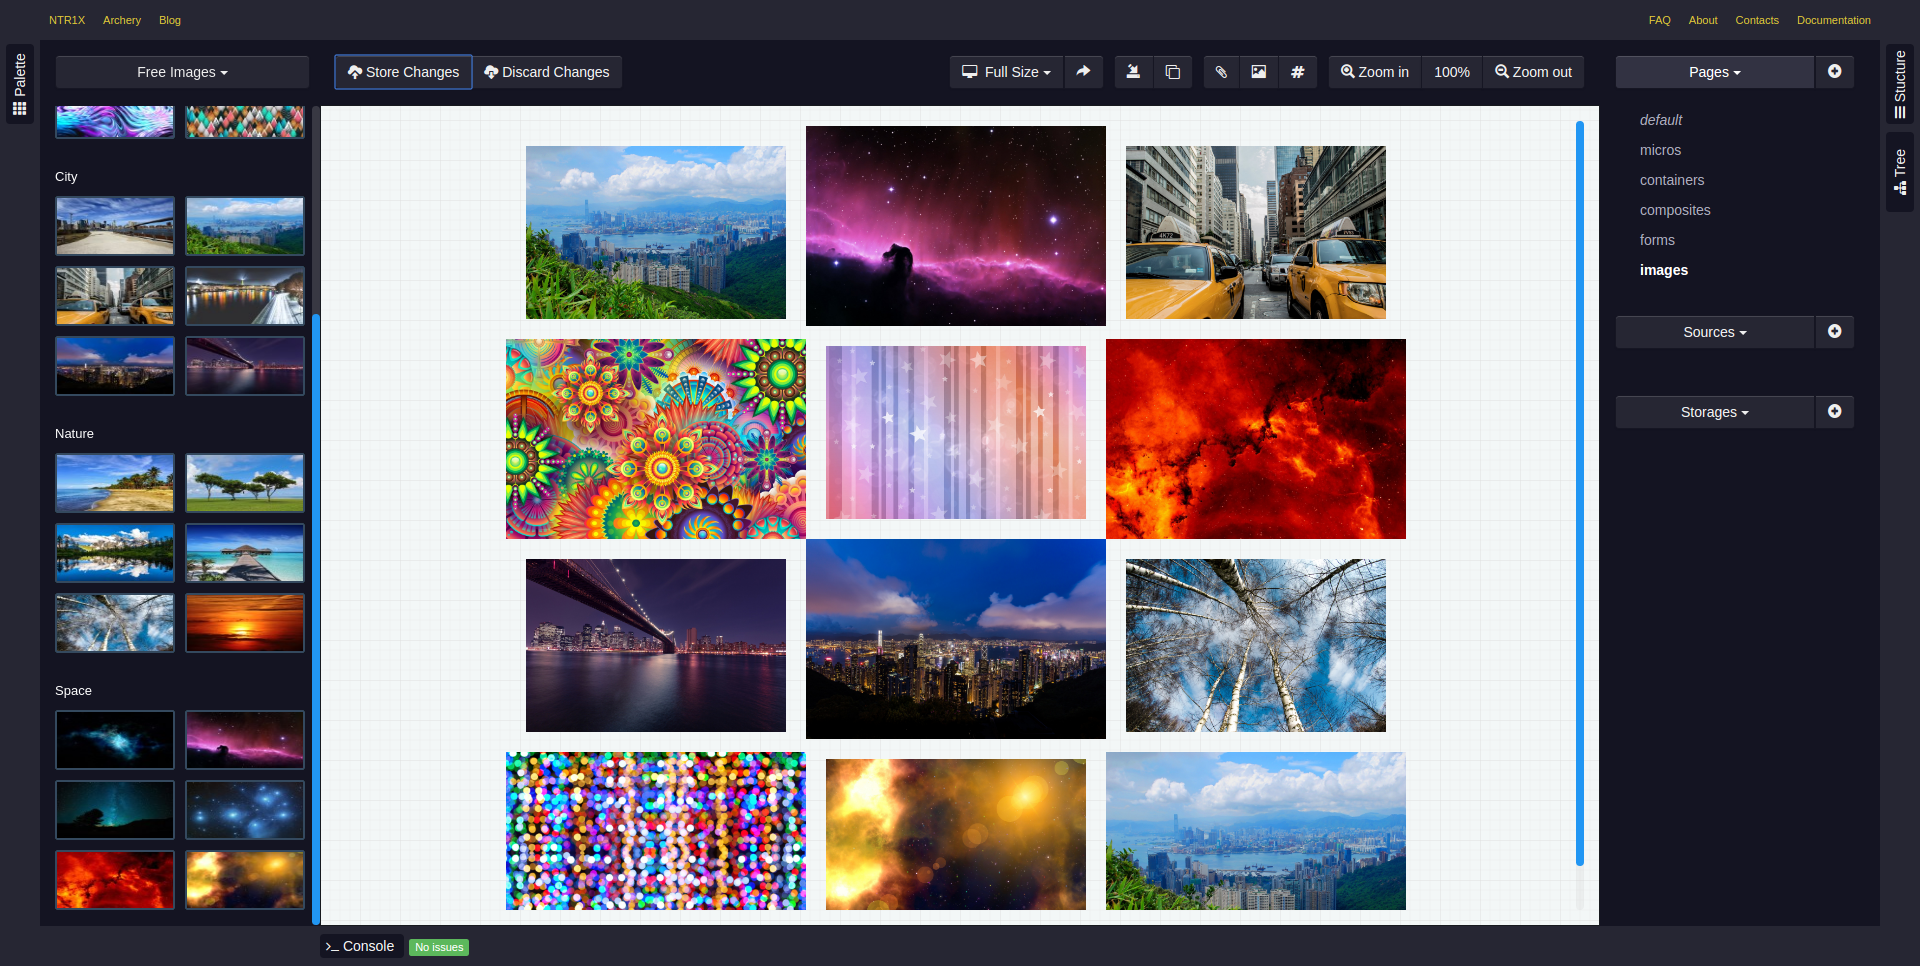 NTR1X Archery Blog FAQ About Contacts Documentation
Palette
Free Images
Store Changes Discard Changes Full Size Zoom in 100% Zoom out
City
Nature
Space
Pages
default
micros
containers
composites
forms
images
Sources
Storages
Stucture
Tree
Console No issues